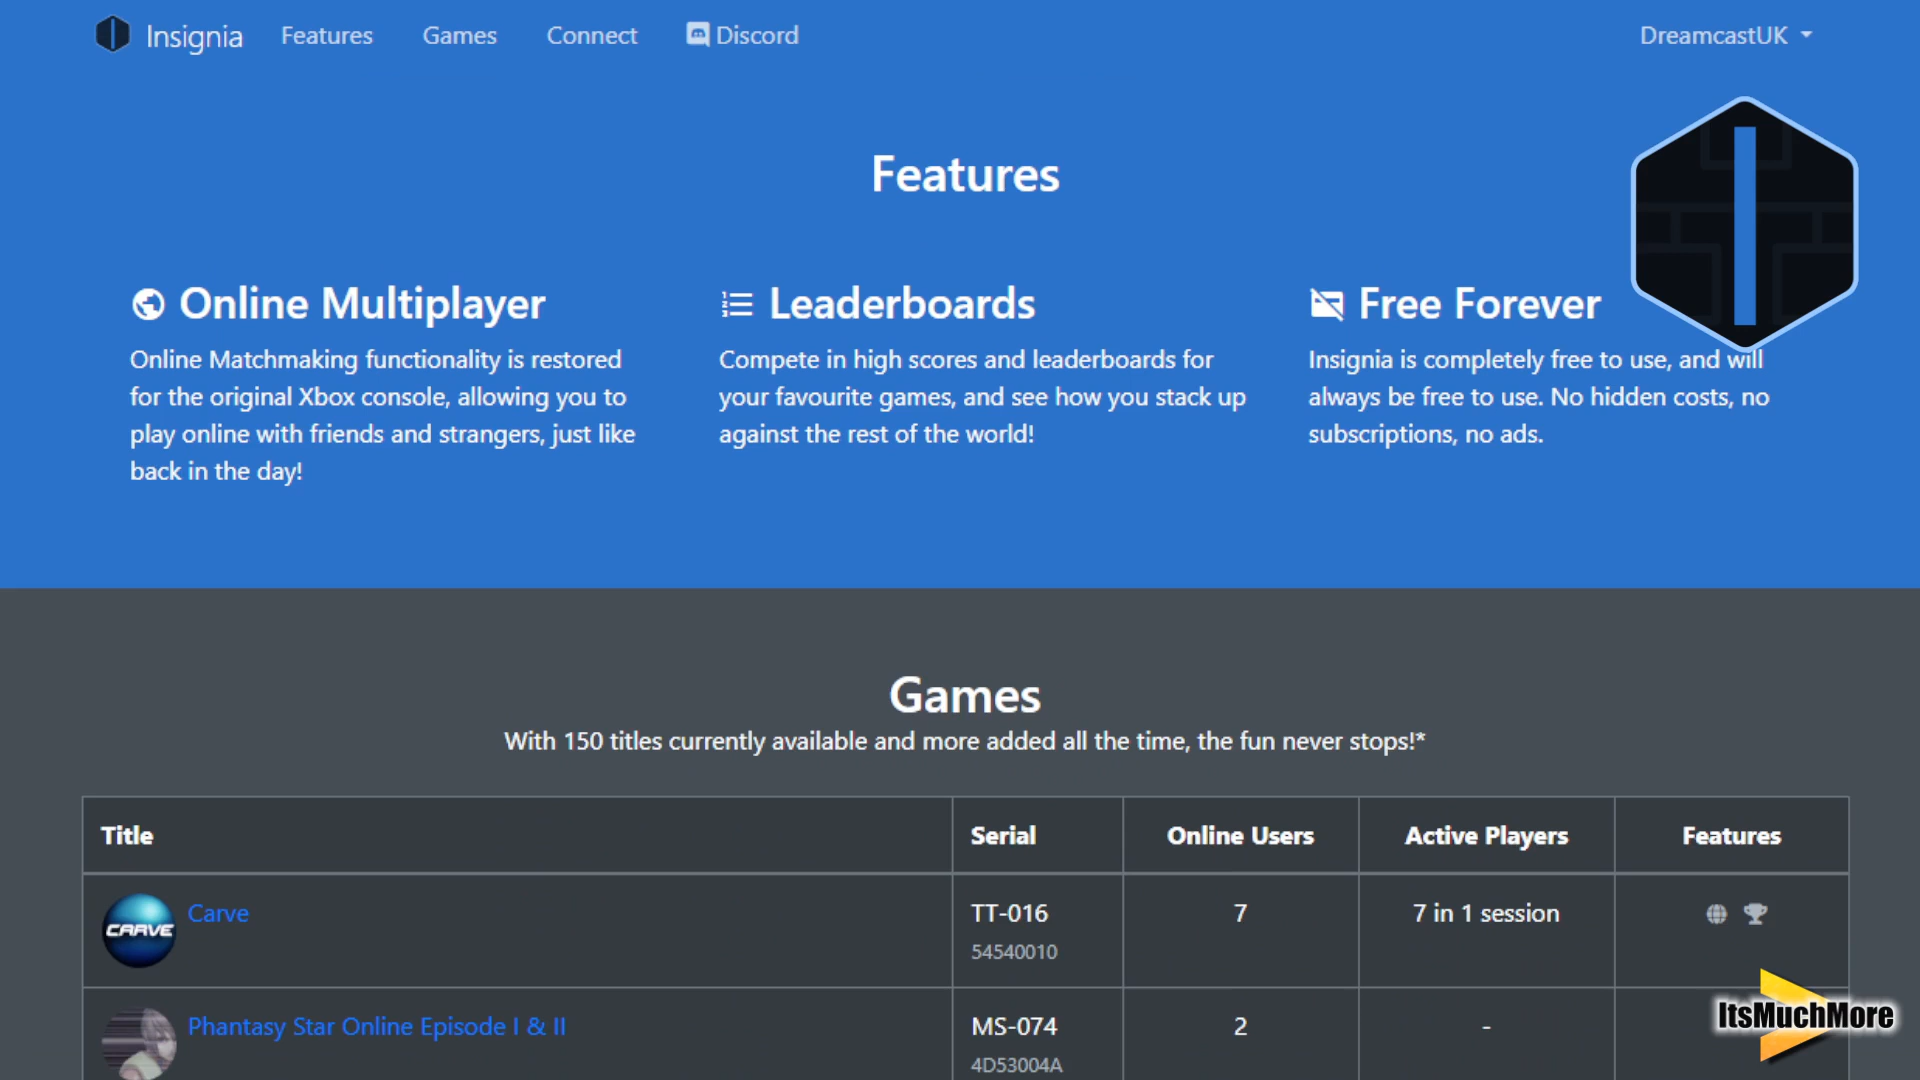 Insignia Features Games Connect Discord DreamcastUK
Features
Online Multiplayer
Online Matchmaking functionality is restored
for the original Xbox console, allowing you to
play online with friends and strangers, just like
back in the day!
Leaderboards
Compete in high scores and leaderboards for
your favourite games, and see how you stack up
against the rest of the world!
Free Forever
Insignia is completely free to use, and will
always be free to use. No hidden costs, no
subscriptions, no ads.
Games
With 150 titles currently available and more added all the time, the fun never stops!*
Title Serial Online Users Active Players Features
CARVE Carve TT-016 7 7 in 1 session
54540010
Phantasy Star Online Episode I & II MS-074 2 -
4D53004A
ItsMuchMore